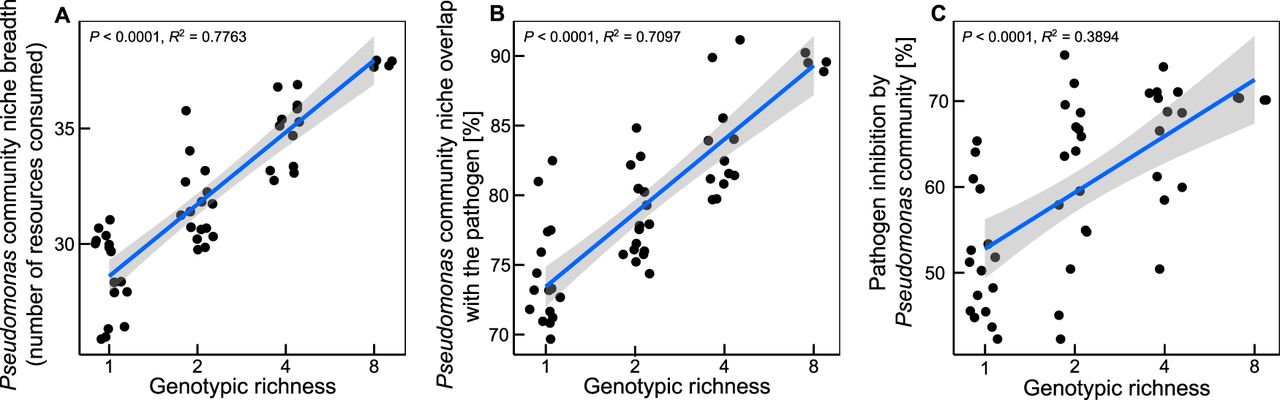 A
P < 0.0001, R² = 0.7763
Pseudomonas community niche breadth
(number of resources consumed)
35
30
1 2 4 8
Genotypic richness
B
P < 0.0001, R² = 0.7097
Pseudomonas community niche overlap
with the pathogen [%]
90
85
80
75
70
1 2 4 8
Genotypic richness
C
P < 0.0001, R² = 0.3894
Pathogen inhibition by
Pseudomonas community [%]
70
60
50
1 2 4 8
Genotypic richness